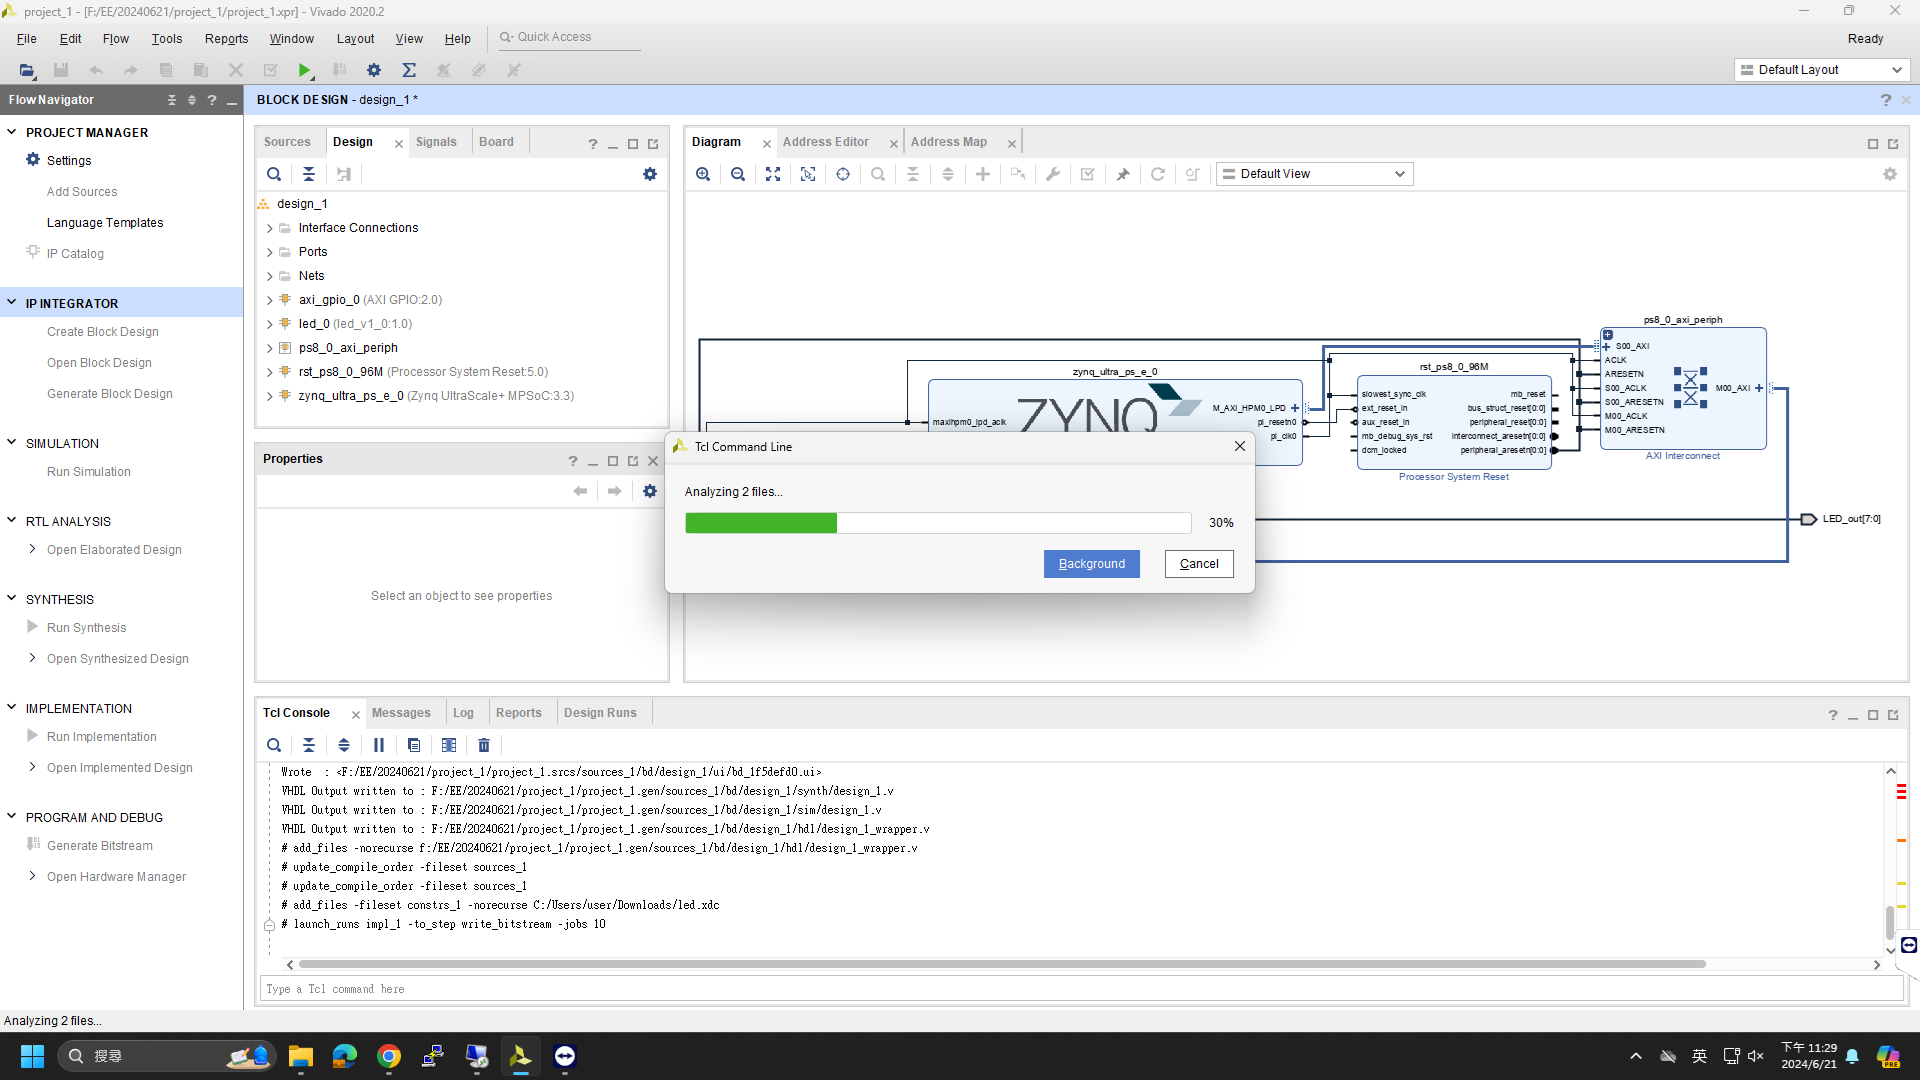 project_1 - [F:/EE/20240621/project_1/project_1.xpr] - Vivado 2020.2
File Edit Flow Tools Reports Window Layout View Help
Quick Access
Ready
Default Layout
Flow Navigator
BLOCK DESIGN - design_1 *
PROJECT MANAGER
Settings
Add Sources
Language Templates
IP Catalog
IP INTEGRATOR
Create Block Design
Open Block Design
Generate Block Design
SIMULATION
Run Simulation
RTL ANALYSIS
Open Elaborated Design
SYNTHESIS
Run Synthesis
Open Synthesized Design
IMPLEMENTATION
Run Implementation
Open Implemented Design
PROGRAM AND DEBUG
Generate Bitstream
Open Hardware Manager
Sources Design Signals Board
design_1
Interface Connections
Ports
Nets
axi_gpio_0 (AXI GPIO:2.0)
led_0 (led_v1_0:1.0)
ps8_0_axi_periph
rst_ps8_0_96M (Processor System Reset:5.0)
zynq_ultra_ps_e_0 (Zynq UltraScale+ MPSoC:3.3)
Properties
Select an object to see properties
Diagram Address Editor Address Map
Default View
zynq_ultra_ps_e_0
ZYNQ
maxihpm0_lpd_aclk
M_AXI_HPM0_LPD
pl_resetn0
pl_clk0
rst_ps8_0_96M
slowest_sync_clk
ext_reset_in
aux_reset_in
mb_debug_sys_rst
dcm_locked
mb_reset
bus_struct_reset[0:0]
peripheral_reset[0:0]
interconnect_aresetn[0:0]
peripheral_aresetn[0:0]
Processor System Reset
ps8_0_axi_periph
S00_AXI
ACLK
ARESETN
S00_ACLK
S00_ARESETN
M00_ACLK
M00_ARESETN
M00_AXI
AXI Interconnect
LED_out[7:0]
Tcl Command Line
Analyzing 2 files...
30%
Background
Cancel
Tcl Console Messages Log Reports Design Runs
Wrote : <F:/EE/20240621/project_1/project_1.srcs/sources_1/bd/design_1/ui/bd_1f5defd0.ui>
VHDL Output written to : F:/EE/20240621/project_1/project_1.gen/sources_1/bd/design_1/synth/design_1.v
VHDL Output written to : F:/EE/20240621/project_1/project_1.gen/sources_1/bd/design_1/sim/design_1.v
VHDL Output written to : F:/EE/20240621/project_1/project_1.gen/sources_1/bd/design_1/hdl/design_1_wrapper.v
# add_files -norecurse f:/EE/20240621/project_1/project_1.gen/sources_1/bd/design_1/hdl/design_1_wrapper.v
# update_compile_order -fileset sources_1
# update_compile_order -fileset sources_1
# add_files -fileset constrs_1 -norecurse C:/Users/user/Downloads/led.xdc
# launch_runs impl_1 -to_step write_bitstream -jobs 10
Type a Tcl command here
Analyzing 2 files...
搜尋
英
下午 11:29
2024/6/21
PRE